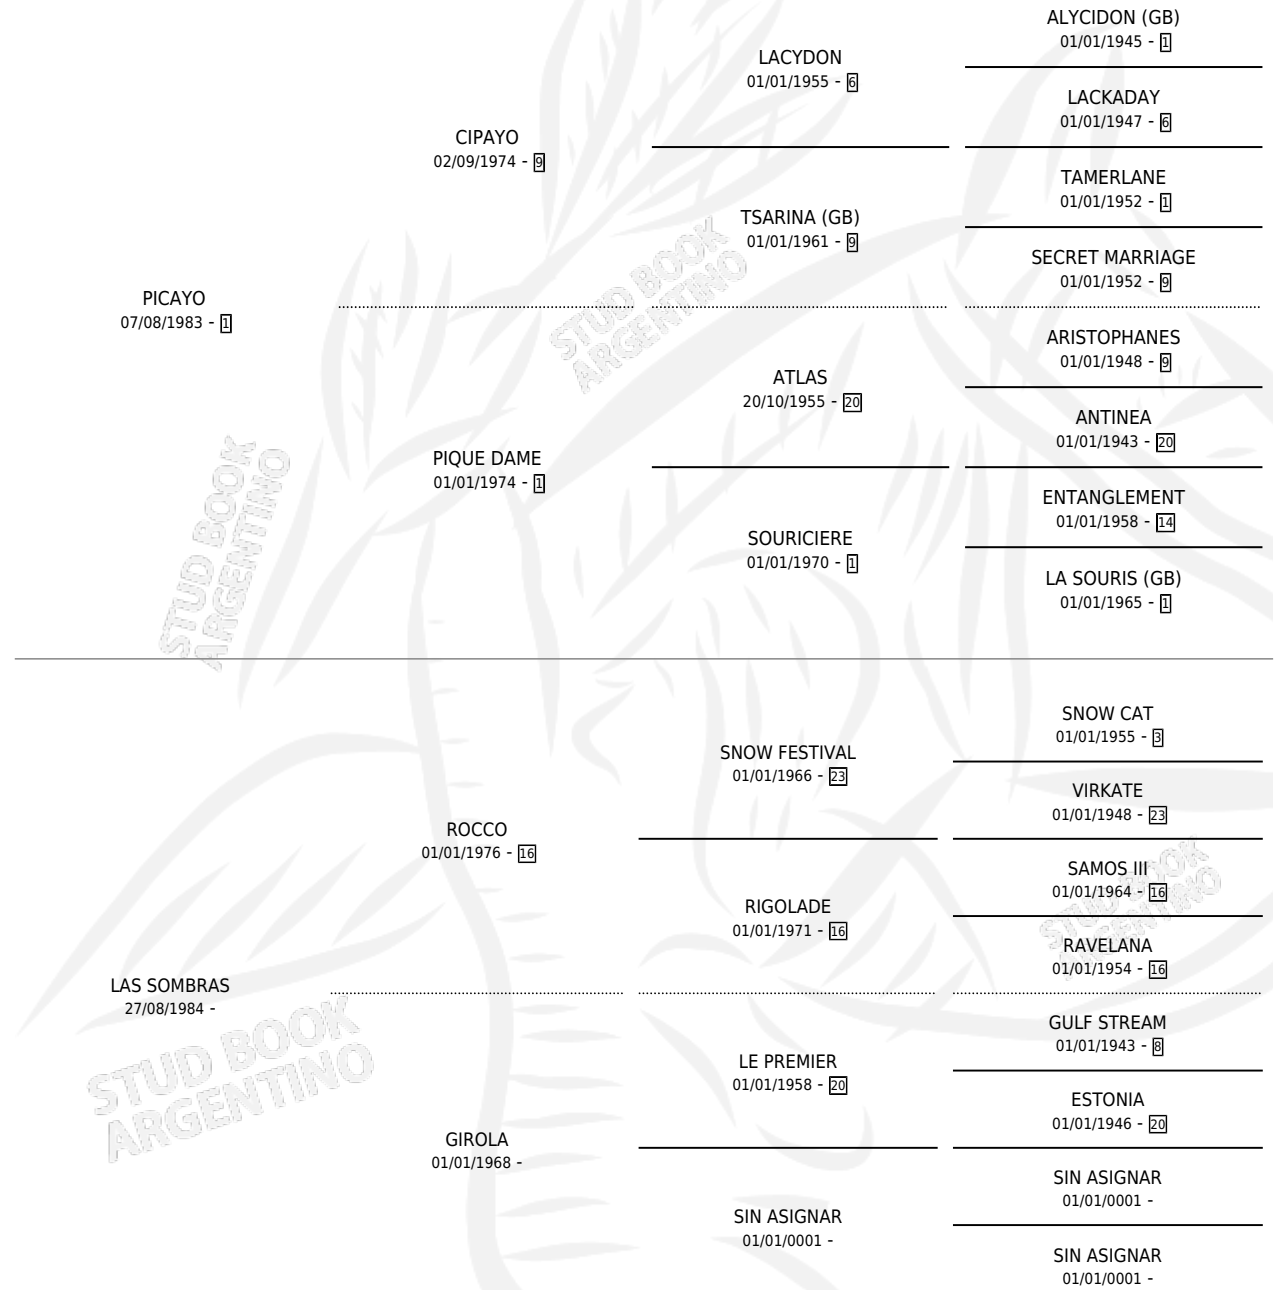 ALYCIDON (GB)
01/01/1945 - 1
LACYDON
01/01/1955 - 6
LACKADAY
01/01/1947 - 6
CIPAYO
02/09/1974 - 9
TAMERLANE
01/01/1952 - 1
TSARINA (GB)
01/01/1961 - 9
SECRET MARRIAGE
01/01/1952 - 9
PICAYO
07/08/1983 - 1
ARISTOPHANES
01/01/1948 - 9
ATLAS
20/10/1955 - 20
ANTINEA
01/01/1943 - 20
PIQUE DAME
01/01/1974 - 1
ENTANGLEMENT
01/01/1958 - 14
SOURICIERE
01/01/1970 - 1
LA SOURIS (GB)
01/01/1965 - 1
SNOW CAT
01/01/1955 - 3
SNOW FESTIVAL
01/01/1966 - 23
VIRKATE
01/01/1948 - 23
ROCCO
01/01/1976 - 16
SAMOS III
01/01/1964 - 16
RIGOLADE
01/01/1971 - 16
RAVELANA
01/01/1954 - 16
LAS SOMBRAS
27/08/1984 -
GULF STREAM
01/01/1943 - 8
LE PREMIER
01/01/1958 - 20
ESTONIA
01/01/1946 - 20
GIROLA
01/01/1968 -
SIN ASIGNAR
01/01/0001 -
SIN ASIGNAR
01/01/0001 -
SIN ASIGNAR
01/01/0001 -
STUD BOOK
ARGENTINO
STUD BOOK
ARGENTINO
STUD BOOK
ARGENTINO
STUD BOOK
ARGENTINO